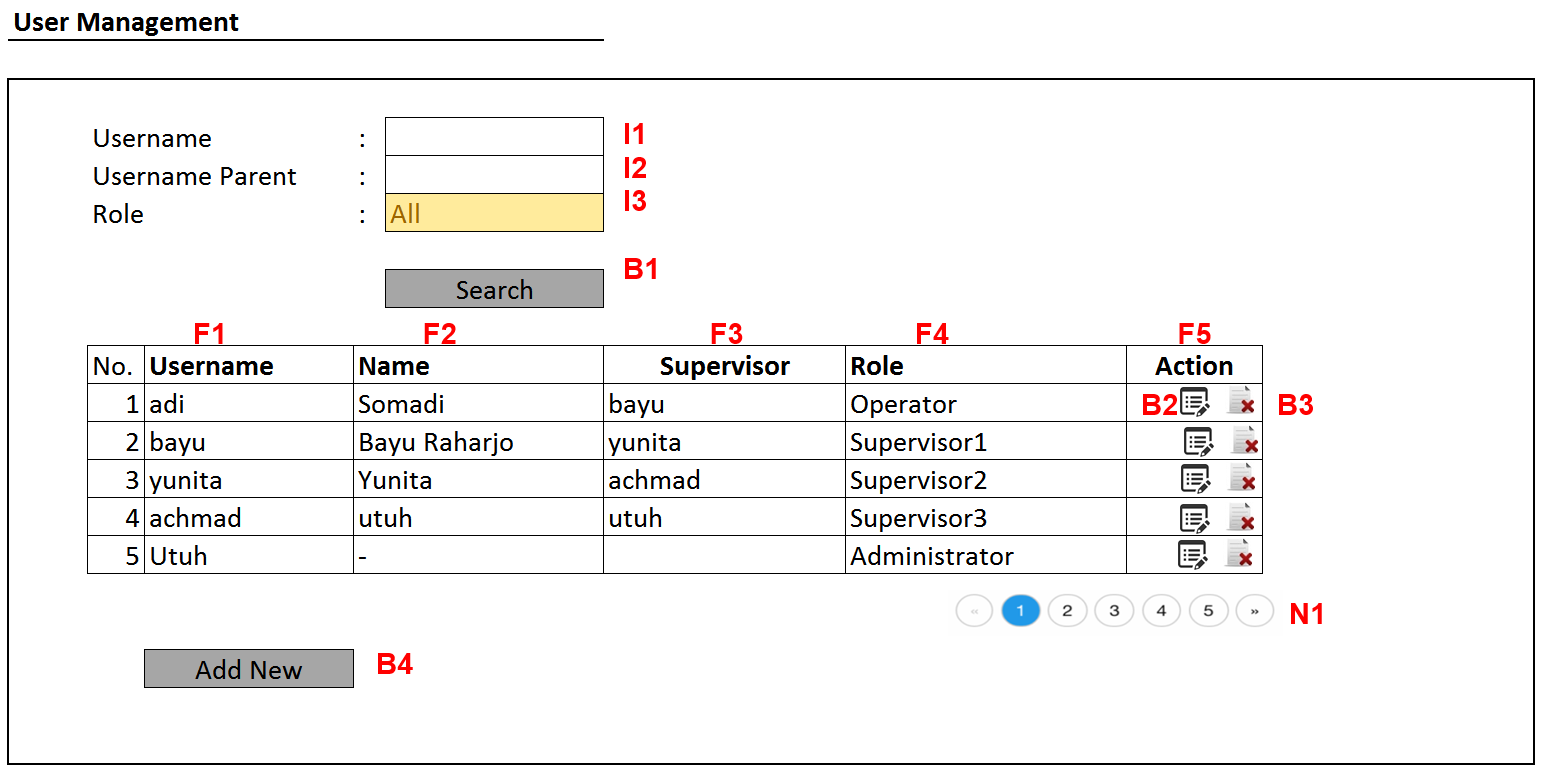 User Management
Username : I1
Username Parent : I2
Role : All I3
Search B1
F1 F2 F3 F4 F5
No. Username Name Supervisor Role Action
1 adi Somadi bayu Operator B2 B3
2 bayu Bayu Raharjo yunita Supervisor1
3 yunita Yunita achmad Supervisor2
4 achmad utuh utuh Supervisor3
5 Utuh - Administrator
« 1 2 3 4 5 » N1
Add New B4